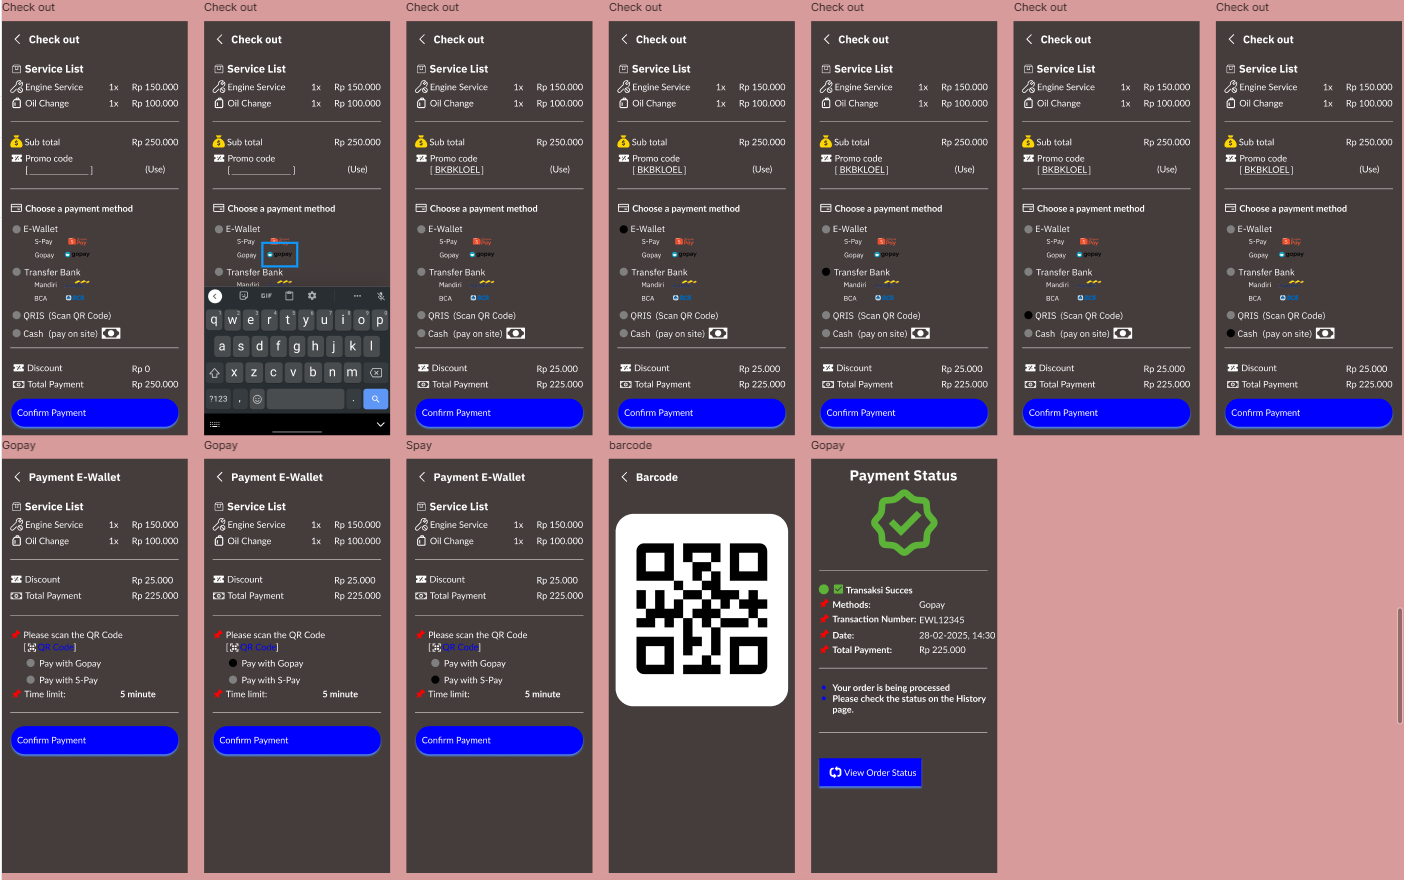 Check out
Check out
Service List
Engine Service 1x Rp 150.000
Oil Change 1x Rp 100.000
Sub total Rp 250.000
Promo code
[_____________] (Use)
Choose a payment method
E-Wallet
S-Pay Pay
Gopay gopay
Transfer Bank
Mandiri
BCA
QRIS (Scan QR Code)
Cash (pay on site)
Discount Rp 0
Total Payment Rp 250.000
Confirm Payment
Check out
Check out
Service List
Engine Service 1x Rp 150.000
Oil Change 1x Rp 100.000
Sub total Rp 250.000
Promo code
[_____________] (Use)
Choose a payment method
E-Wallet
S-Pay
Gopay gopay
Transfer Bank
Mandiri
GIF
q w e r t y u i o p
a s d f g h j k l
z x c v b n m
?123 , .
Check out
Check out
Service List
Engine Service 1x Rp 150.000
Oil Change 1x Rp 100.000
Sub total Rp 250.000
Promo code
[ BKBKLOEL ] (Use)
Choose a payment method
E-Wallet
S-Pay Pay
Gopay gopay
Transfer Bank
Mandiri
BCA
QRIS (Scan QR Code)
Cash (pay on site)
Discount Rp 25.000
Total Payment Rp 225.000
Confirm Payment
Check out
Check out
Service List
Engine Service 1x Rp 150.000
Oil Change 1x Rp 100.000
Sub total Rp 250.000
Promo code
[ BKBKLOEL ] (Use)
Choose a payment method
E-Wallet
S-Pay Pay
Gopay gopay
Transfer Bank
Mandiri
BCA
QRIS (Scan QR Code)
Cash (pay on site)
Discount Rp 25.000
Total Payment Rp 225.000
Confirm Payment
Check out
Check out
Service List
Engine Service 1x Rp 150.000
Oil Change 1x Rp 100.000
Sub total Rp 250.000
Promo code
[ BKBKLOEL ] (Use)
Choose a payment method
E-Wallet
S-Pay Pay
Gopay gopay
Transfer Bank
Mandiri
BCA
QRIS (Scan QR Code)
Cash (pay on site)
Discount Rp 25.000
Total Payment Rp 225.000
Confirm Payment
Check out
Check out
Service List
Engine Service 1x Rp 150.000
Oil Change 1x Rp 100.000
Sub total Rp 250.000
Promo code
[ BKBKLOEL ] (Use)
Choose a payment method
E-Wallet
S-Pay Pay
Gopay gopay
Transfer Bank
Mandiri
BCA
QRIS (Scan QR Code)
Cash (pay on site)
Discount Rp 25.000
Total Payment Rp 225.000
Confirm Payment
Check out
Check out
Service List
Engine Service 1x Rp 150.000
Oil Change 1x Rp 100.000
Sub total Rp 250.000
Promo code
[ BKBKLOEL ] (Use)
Choose a payment method
E-Wallet
S-Pay Pay
Gopay gopay
Transfer Bank
Mandiri
BCA
QRIS (Scan QR Code)
Cash (pay on site)
Discount Rp 25.000
Total Payment Rp 225.000
Confirm Payment
Gopay
Payment E-Wallet
Service List
Engine Service 1x Rp 150.000
Oil Change 1x Rp 100.000
Discount Rp 25.000
Total Payment Rp 225.000
Please scan the QR Code
[QR Code]
Pay with Gopay
Pay with S-Pay
Time limit: 5 minute
Confirm Payment
Gopay
Payment E-Wallet
Service List
Engine Service 1x Rp 150.000
Oil Change 1x Rp 100.000
Discount Rp 25.000
Total Payment Rp 225.000
Please scan the QR Code
[QR Code]
Pay with Gopay
Pay with S-Pay
Time limit: 5 minute
Confirm Payment
Spay
Payment E-Wallet
Service List
Engine Service 1x Rp 150.000
Oil Change 1x Rp 100.000
Discount Rp 25.000
Total Payment Rp 225.000
Please scan the QR Code
[QR Code]
Pay with Gopay
Pay with S-Pay
Time limit: 5 minute
Confirm Payment
barcode
Barcode
Gopay
Payment Status
Transaksi Succes
Methods: Gopay
Transaction Number: EWL12345
Date: 28-02-2025, 14:30
Total Payment: Rp 225.000
Your order is being processed
Please check the status on the History
page.
View Order Status